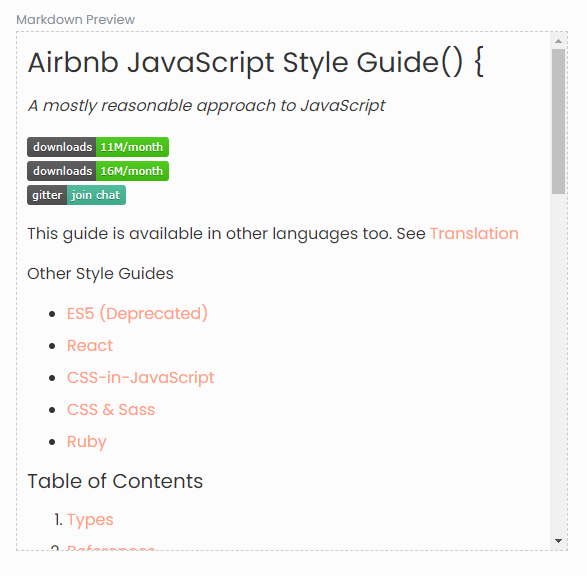 Markdown Preview
Airbnb JavaScript Style Guide() {
A mostly reasonable approach to JavaScript
downloads 11M/month
downloads 16M/month
gitter join chat
This guide is available in other languages too. See Translation
Other Style Guides
• ES5 (Deprecated)
• React
• CSS-in-JavaScript
• CSS & Sass
• Ruby
Table of Contents
1. Types
2. References